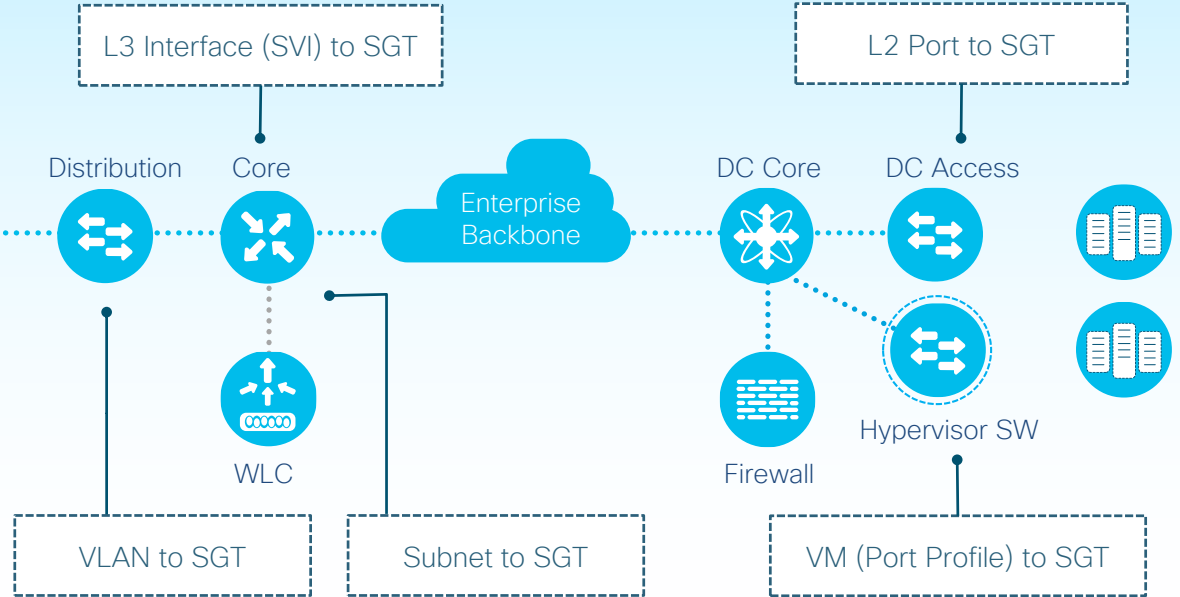 L3 Interface (SVI) to SGT
L2 Port to SGT
Distribution
Core
DC Core
DC Access
Enterprise
Backbone
Hypervisor SW
WLC
Firewall
VLAN to SGT
Subnet to SGT
VM (Port Profile) to SGT